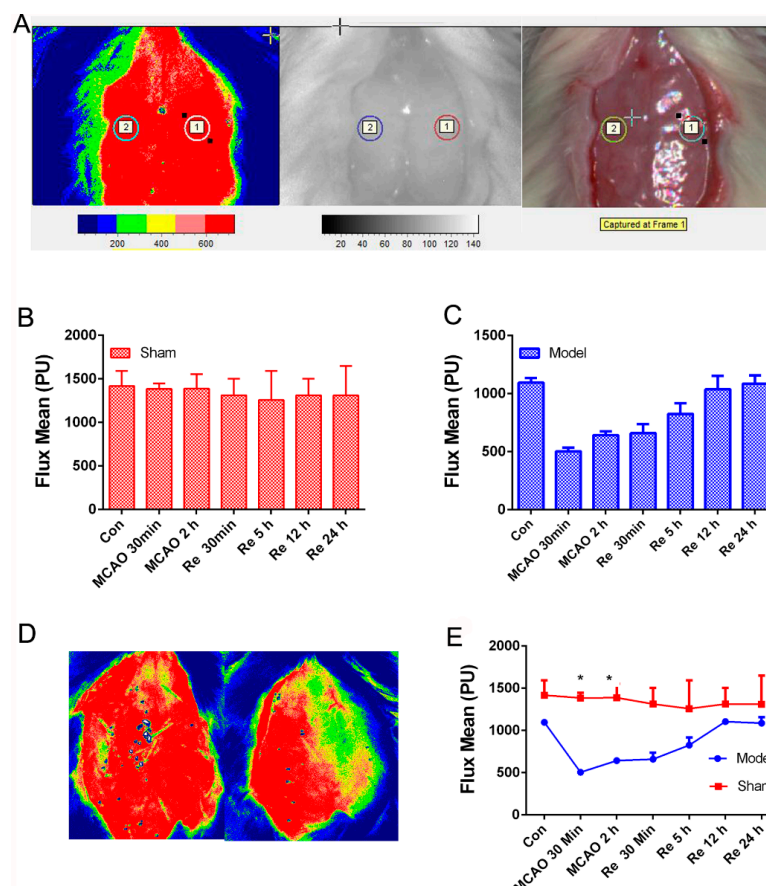 A
2
1
2
1
2
1
200 400 600
20 40 60 80 100 120 140
Captured at Frame 1
B
Flux Mean (PU)
2000
1500
1000
500
0
Sham
Con
MCAO 30min
MCAO 2 h
Re 30min
Re 5 h
Re 12 h
Re 24 h
C
Flux Mean (PU)
1500
1000
500
0
Model
Con
MCAO 30min
MCAO 2 h
Re 30min
Re 5 h
Re 12 h
Re 24 h
D
E
Flux Mean (PU)
2000
1500
1000
500
0
* *
Mode
Sham
Con
MCAO 30 Min
MCAO 2 h
Re 30 Min
Re 5 h
Re 12 h
Re 24 h